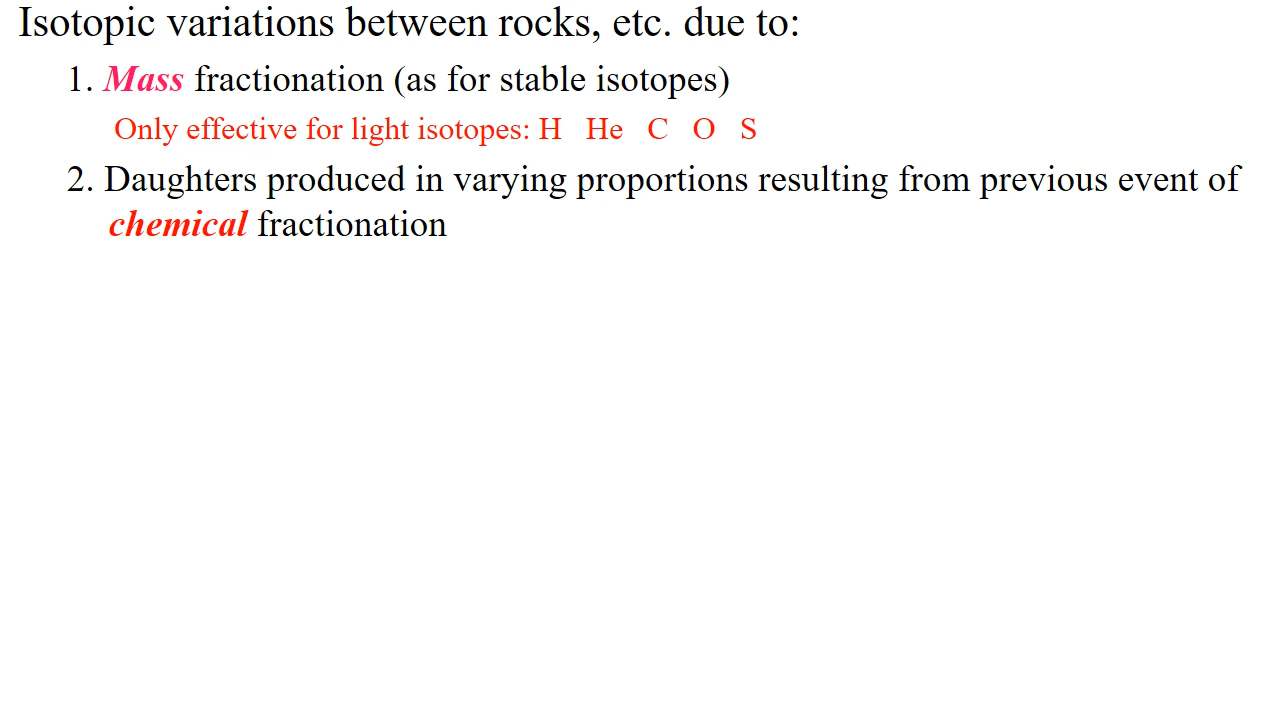 Isotopic variations between rocks, etc. due to:
1. Mass fractionation (as for stable isotopes)
Only effective for light isotopes: H He C O S
2. Daughters produced in varying proportions resulting from previous event of
chemical fractionation